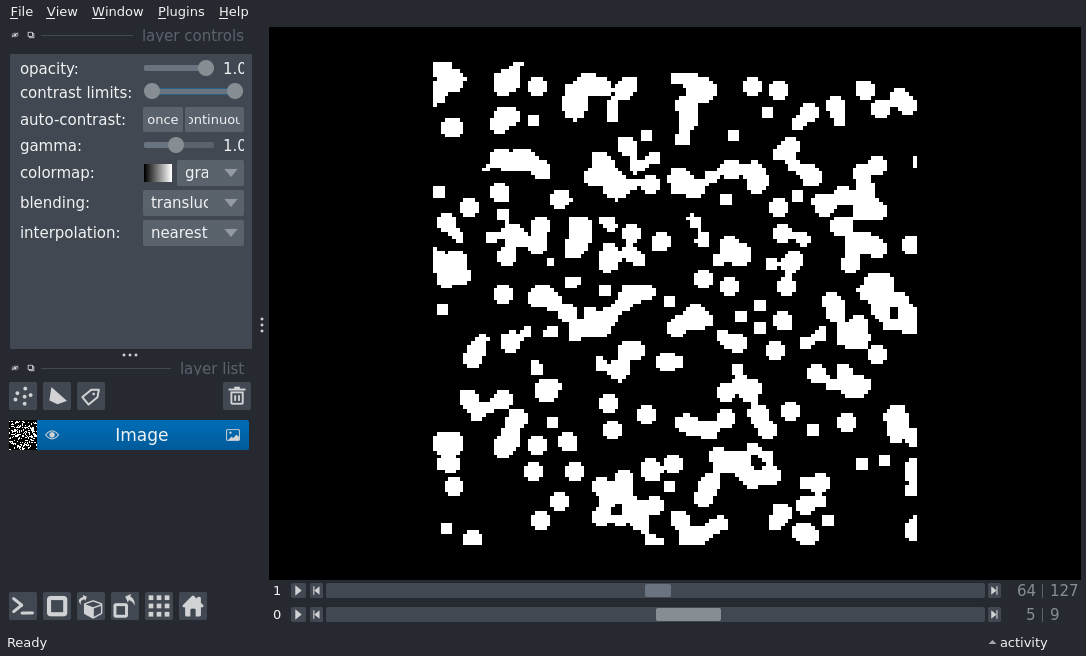 File View Window Plugins Help
layer controls
opacity: 1.0
contrast limits:
auto-contrast: once ontinuou
gamma: 1.0
colormap: gra
blending: transluc
interpolation: nearest
layer list
Image
1 64 | 127
0 5 | 9
Ready activity